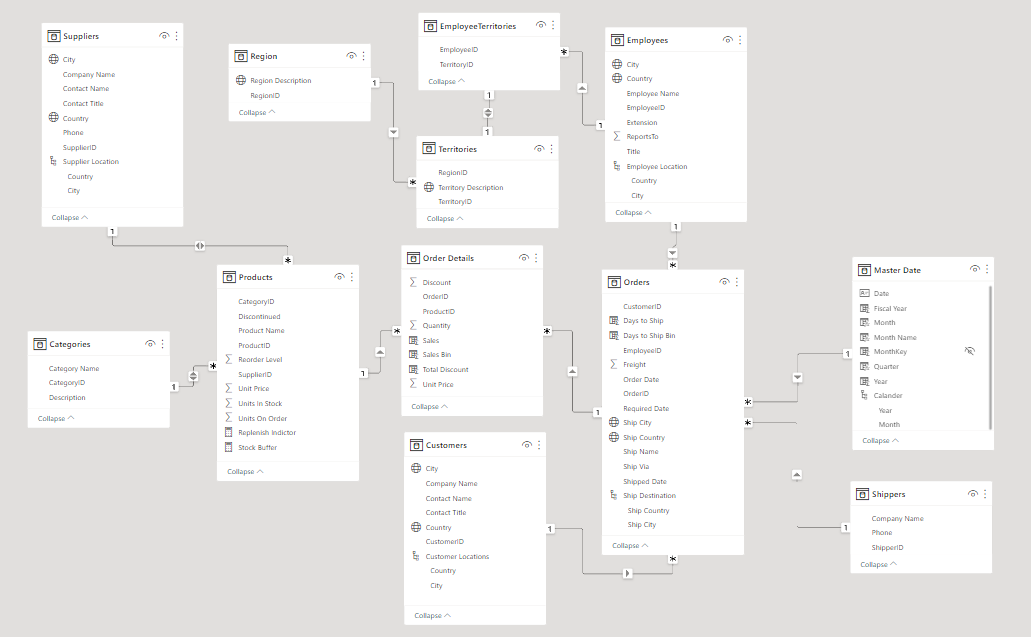 Suppliers
City
Company Name
Contact Name
Contact Title
Country
Phone
SupplierID
Supplier Location
Country
City
Collapse
1
*
Region
Region Description
RegionID
Collapse
1
*
EmployeeTerritories
EmployeeID
TerritoryID
Collapse
*
1
1
1
Territories
RegionID
Territory Description
TerritoryID
Collapse
Employees
City
Country
Employee Name
EmployeeID
Extension
ReportsTo
Title
Employee Location
Country
City
Collapse
1
*
Categories
Category Name
CategoryID
Description
Collapse
1
*
Products
CategoryID
Discontinued
Product Name
ProductID
Reorder Level
SupplierID
Unit Price
Units In Stock
Units On Order
Replenish Indictor
Stock Buffer
Collapse
1
*
Order Details
Discount
OrderID
ProductID
Quantity
Sales
Sales Bin
Total Discount
Unit Price
Collapse
*
1
Customers
City
Company Name
Contact Name
Contact Title
Country
CustomerID
Customer Locations
Country
City
Collapse
1
*
Orders
CustomerID
Days to Ship
Days to Ship Bin
EmployeeID
Freight
Order Date
OrderID
Required Date
Ship City
Ship Country
Ship Name
Ship Via
Shipped Date
Ship Destination
Ship Country
Ship City
Collapse
*
*
1
Master Date
Date
Fiscal Year
Month
Month Name
MonthKey
Quarter
Year
Calander
Year
Month
Collapse
1
Shippers
Company Name
Phone
ShipperID
Collapse